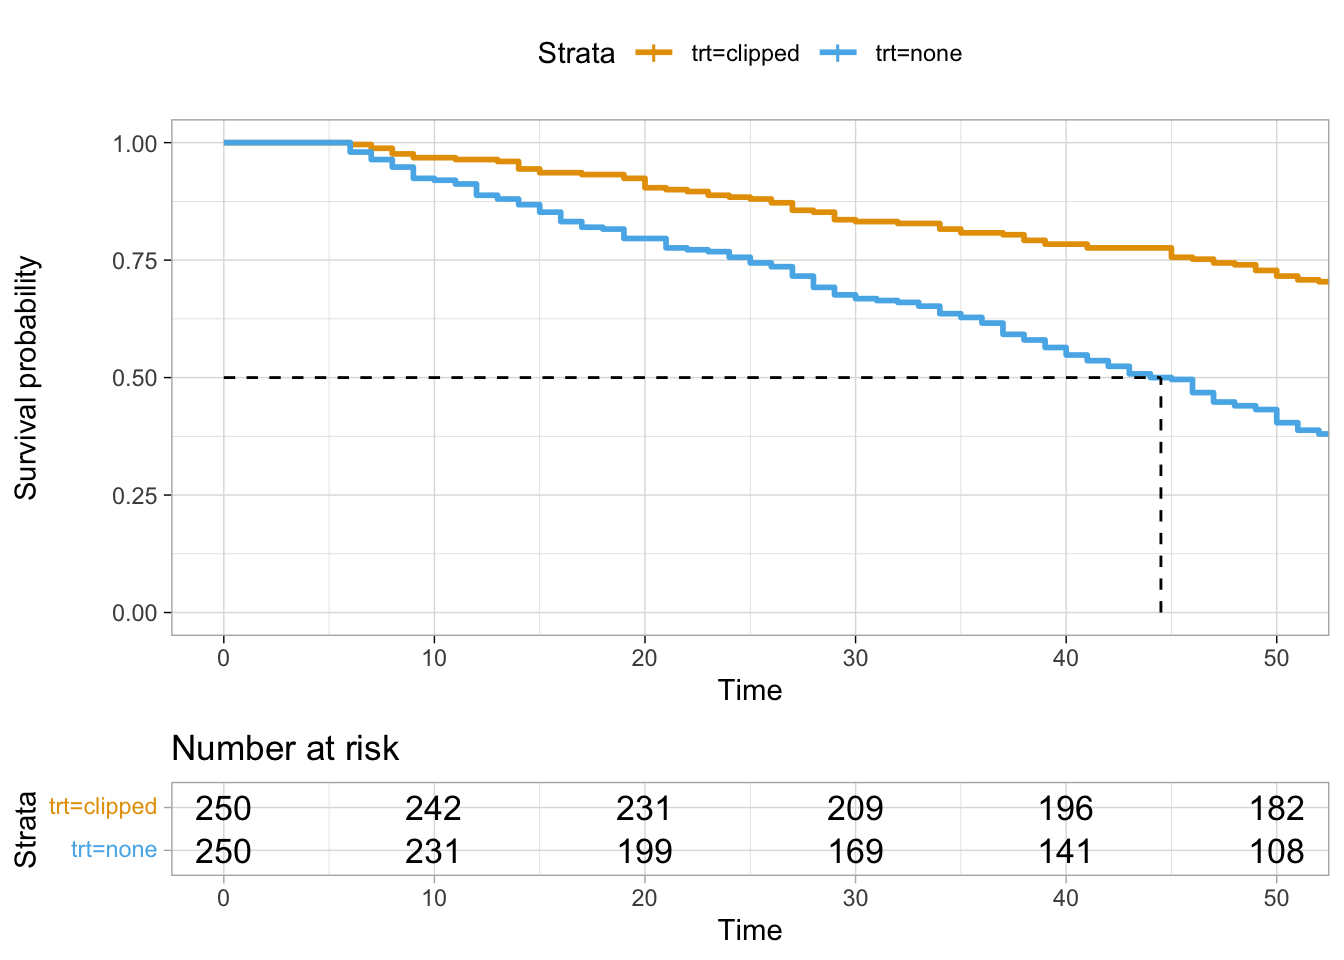 Strata trt=clipped trt=none
Survival probability
1.00
0.75
0.50
0.25
0.00
0 10 20 30 40 50
Time
Number at risk
Strata
trt=clipped 250 242 231 209 196 182
trt=none 250 231 199 169 141 108
0 10 20 30 40 50
Time